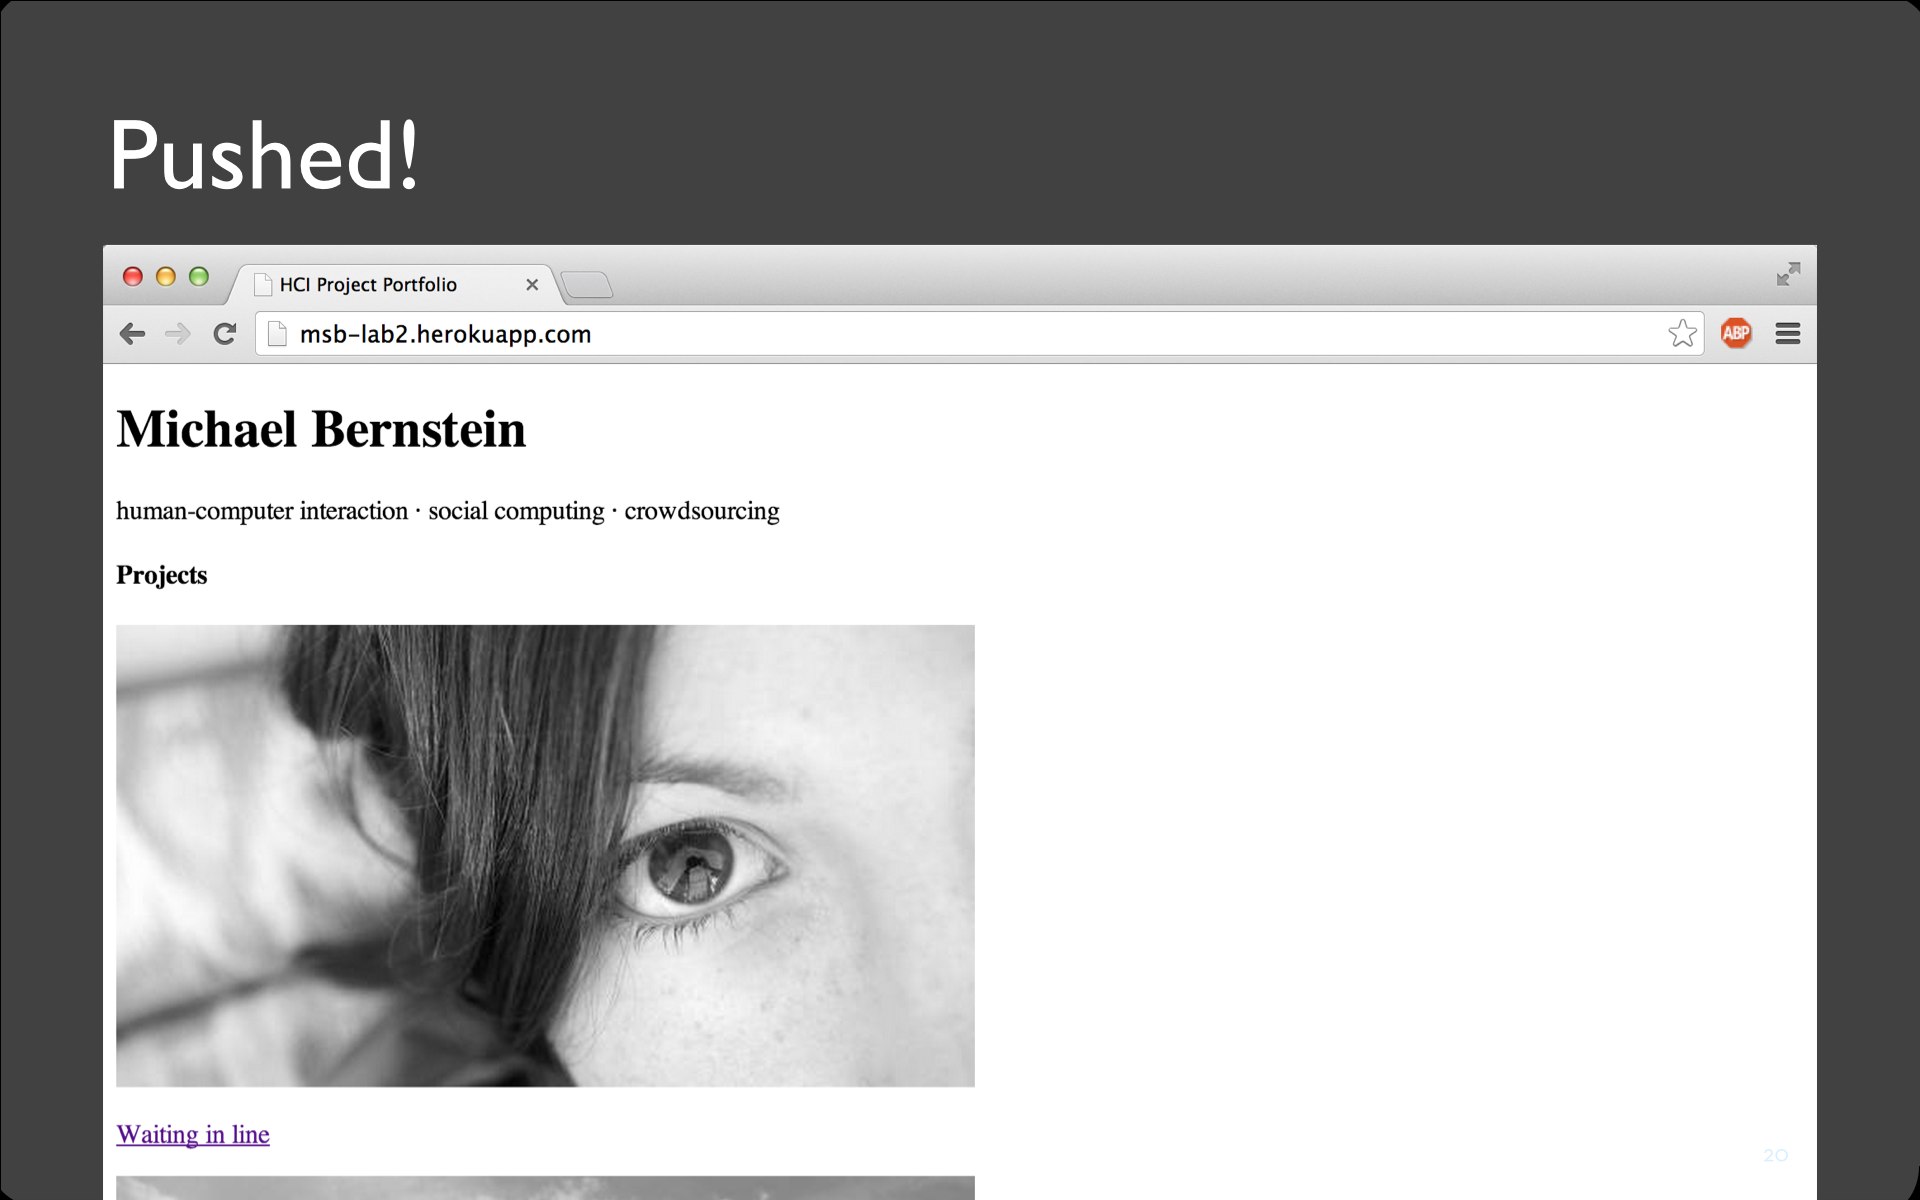 Pushed!
HCI Project Portfolio
msb-lab2.herokuapp.com
ABP
Michael Bernstein
human-computer interaction · social computing · crowdsourcing
Projects
Waiting in line
20